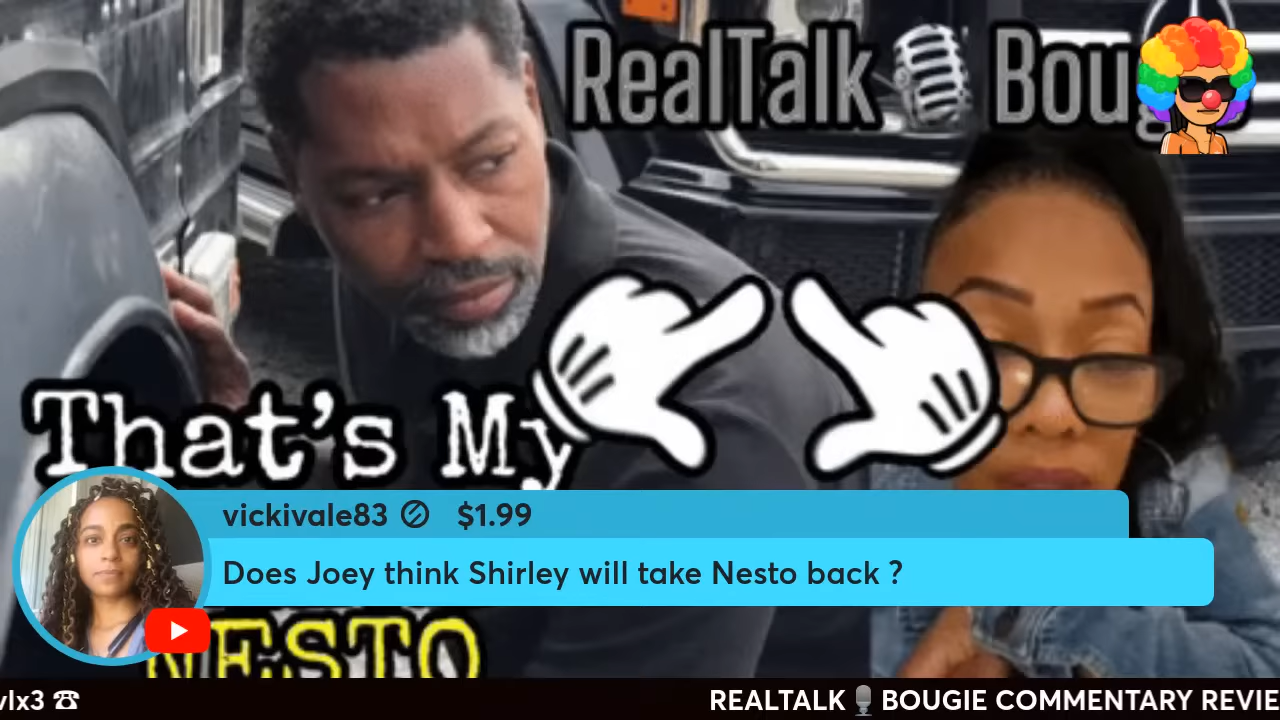 RealTalk Boug
That's My
vickivale83 $1.99
Does Joey think Shirley will take Nesto back ?
NESTO
vlx3 ☎ REALTALK🎙BOUGIE COMMENTARY REVIE